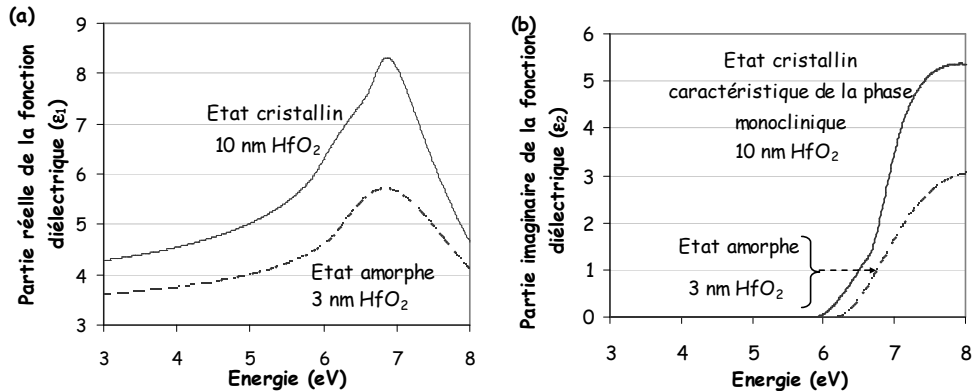 (a)
Partie réelle de la fonction
diélectrique (ε₁)
9
8
7
6
5
4
3
Etat cristallin
10 nm HfO₂
Etat amorphe
3 nm HfO₂
3 4 5 6 7 8
Energie (eV)
(b)
Partie imaginaire de la fonction
diélectrique (ε₂)
6
5
4
3
2
1
0
Etat cristallin
caractéristique de la phase
monoclinique
10 nm HfO₂
Etat amorphe
3 nm HfO₂
3 4 5 6 7 8
Energie (eV)